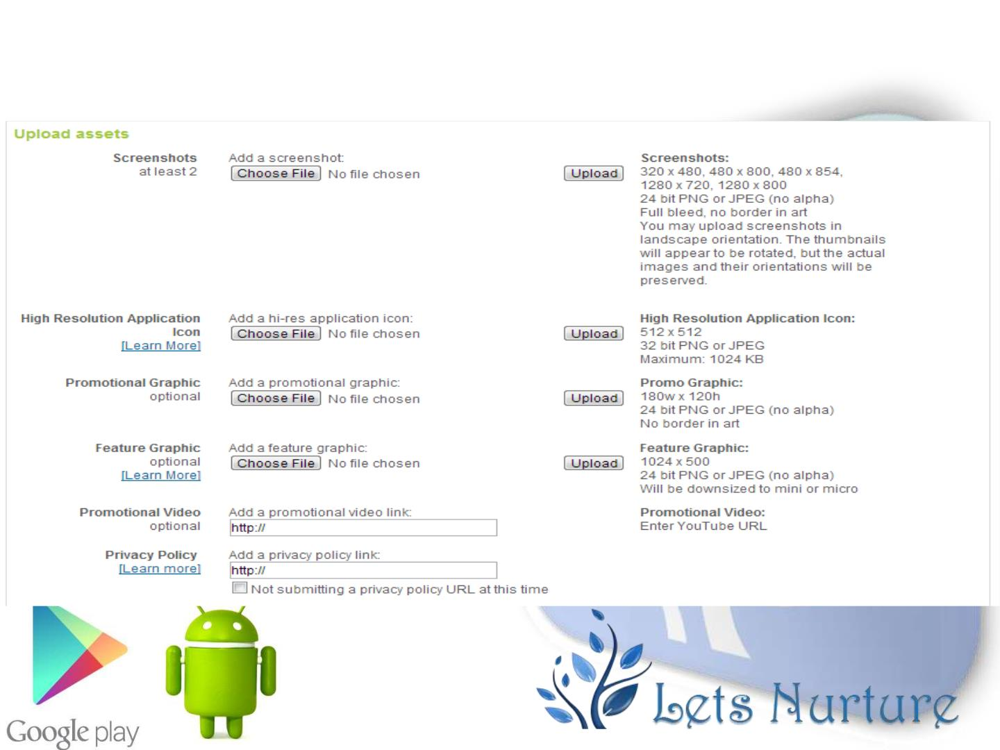 Upload assets
Screenshots
at least 2
Add a screenshot:
Choose File No file chosen
Upload
Screenshots:
320 x 480, 480 x 800, 480 x 854,
1280 x 720, 1280 x 800
24 bit PNG or JPEG (no alpha)
Full bleed, no border in art
You may upload screenshots in
landscape orientation. The thumbnails
will appear to be rotated, but the actual
images and their orientations will be
preserved.
High Resolution Application
Icon
[Learn More]
Add a hi-res application icon:
Choose File No file chosen
Upload
High Resolution Application Icon:
512 x 512
32 bit PNG or JPEG
Maximum: 1024 KB
Promotional Graphic
optional
Add a promotional graphic:
Choose File No file chosen
Upload
Promo Graphic:
180w x 120h
24 bit PNG or JPEG (no alpha)
No border in art
Feature Graphic
optional
[Learn More]
Add a feature graphic:
Choose File No file chosen
Upload
Feature Graphic:
1024 x 500
24 bit PNG or JPEG (no alpha)
Will be downsized to mini or micro
Promotional Video
optional
Add a promotional video link:
http://
Promotional Video:
Enter YouTube URL
Privacy Policy
[Learn more]
Add a privacy policy link:
http://
Not submitting a privacy policy URL at this time
Google play
Lets Nurture